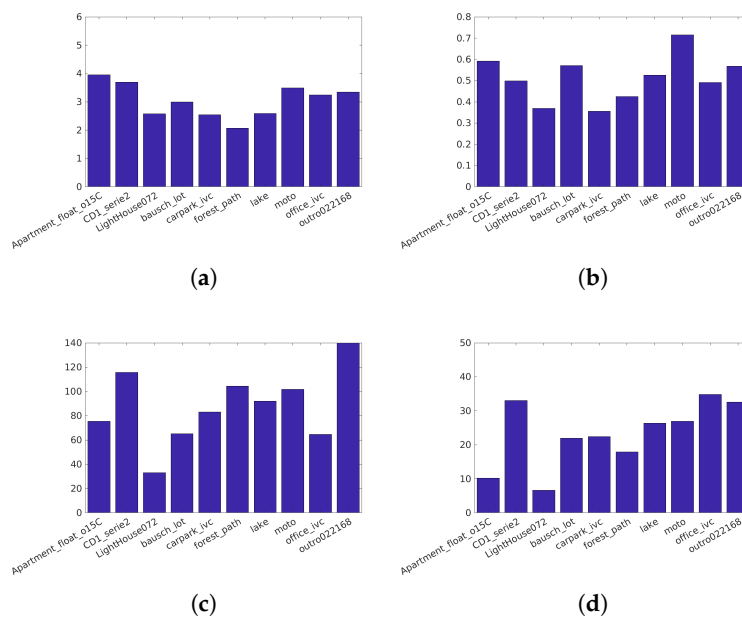 6
5
4
3
2
1
0
Apartment_float_o15C
CD1_serie2
LightHouse072
bausch_lot
carpark_ivc
forest_path
lake
moto
office_ivc
outro022168
(a)
0.8
0.7
0.6
0.5
0.4
0.3
0.2
0.1
0
Apartment_float_o15C
CD1_serie2
LightHouse072
bausch_lot
carpark_ivc
forest_path
lake
moto
office_ivc
outro022168
(b)
140
120
100
80
60
40
20
0
Apartment_float_o15C
CD1_serie2
LightHouse072
bausch_lot
carpark_ivc
forest_path
lake
moto
office_ivc
outro022168
(c)
50
40
30
20
10
0
Apartment_float_o15C
CD1_serie2
LightHouse072
bausch_lot
carpark_ivc
forest_path
lake
moto
office_ivc
outro022168
(d)